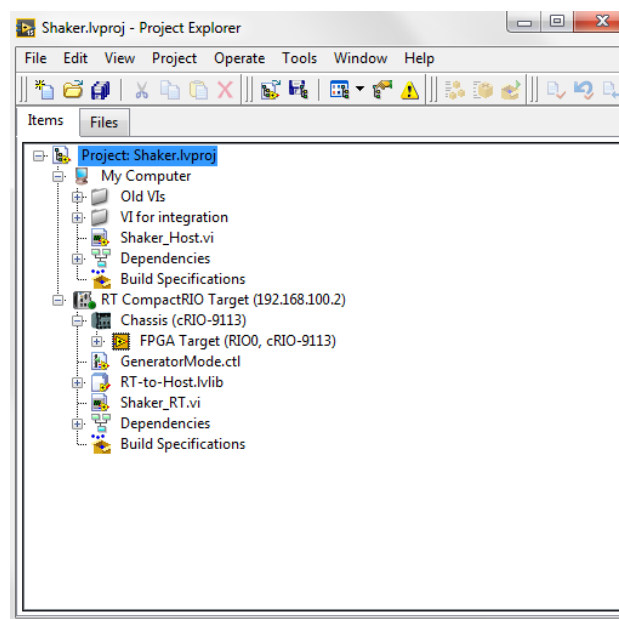 Shaker.lvproj - Project Explorer
File Edit View Project Operate Tools Window Help
Items Files
Project: Shaker.lvproj
My Computer
Old VIs
VI for integration
Shaker_Host.vi
Dependencies
Build Specifications
RT CompactRIO Target (192.168.100.2)
Chassis (cRIO-9113)
FPGA Target (RIO0, cRIO-9113)
GeneratorMode.ctl
RT-to-Host.lvlib
Shaker_RT.vi
Dependencies
Build Specifications